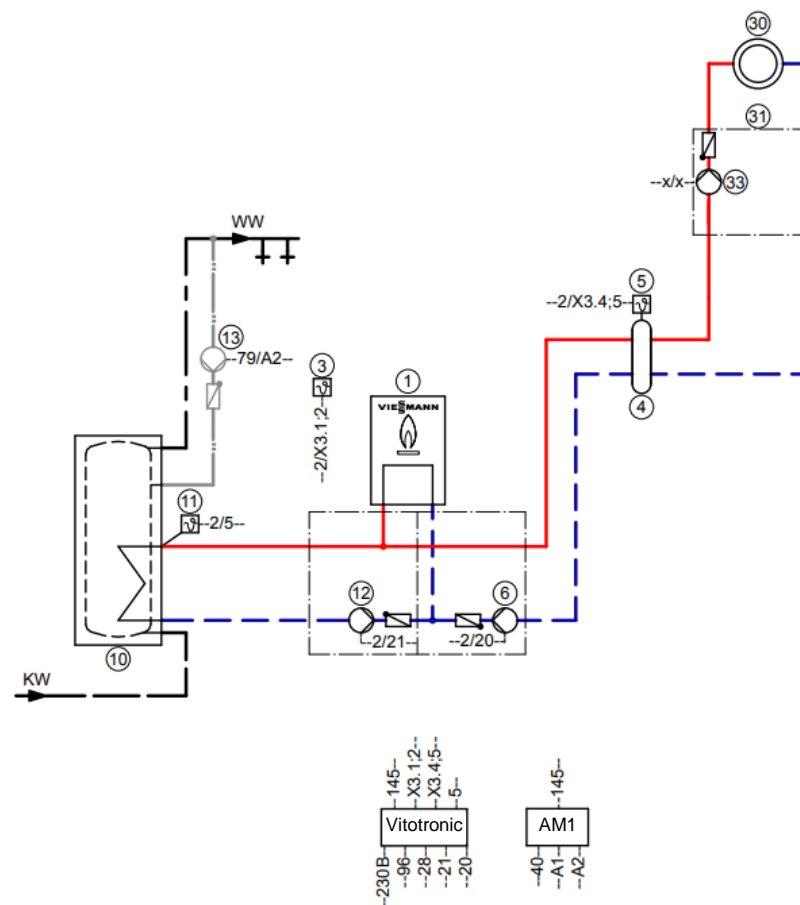 30
31
--x/x--
33
WW
5
--2/X3.4;5--
13
--79/A2--
3
1
VIESMANN
--2/X3.1;2--
4
11
--2/5--
12
6
--2/21--
--2/20--
10
KW
--145--
--X3.1;2--
--X3.4;5--
5--
--145--
Vitotronic
AM1
--230B--
--96--
--28--
--21--
--20--
--40--
--A1--
--A2--